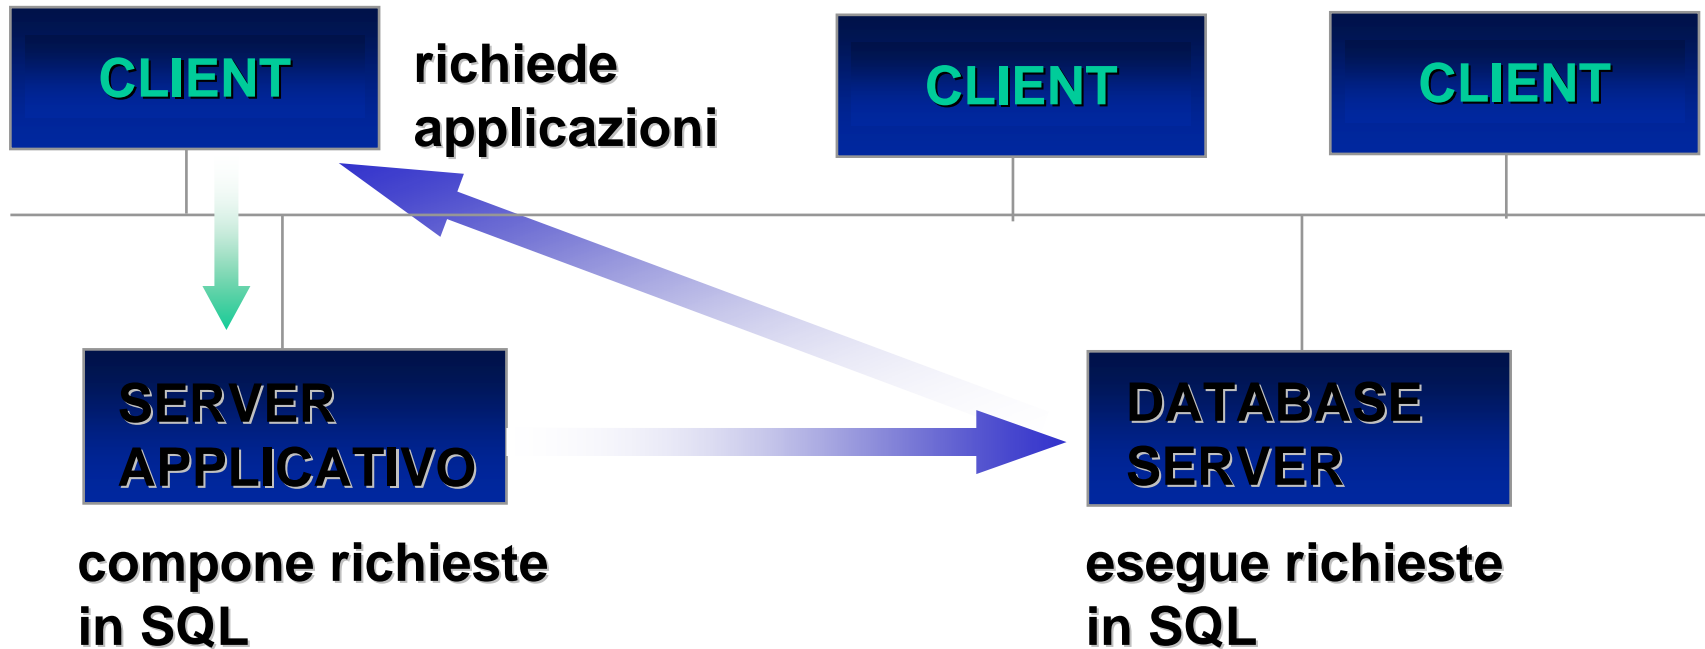 CLIENT
richiede
applicazioni
CLIENT
CLIENT
SERVER
APPLICATIVO
DATABASE
SERVER
compone richieste
in SQL
esegue richieste
in SQL